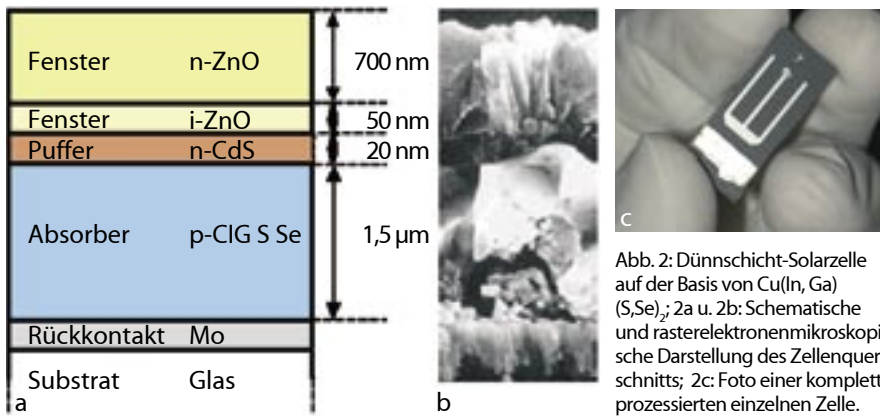 Fenster n-ZnO 700 nm
Fenster i-ZnO 50 nm
Puffer n-CdS 20 nm
Absorber p-CIG S Se 1,5 µm
Rückkontakt Mo
Substrat Glas
a
b
c
Abb. 2: Dünnschicht-Solarzelle
auf der Basis von Cu(In, Ga)
(S,Se)₂; 2a u. 2b: Schematische
und rasterelektronenmikroskopi
sche Darstellung des Zellenquer
schnitts; 2c: Foto einer komplett
prozessierten einzelnen Zelle.